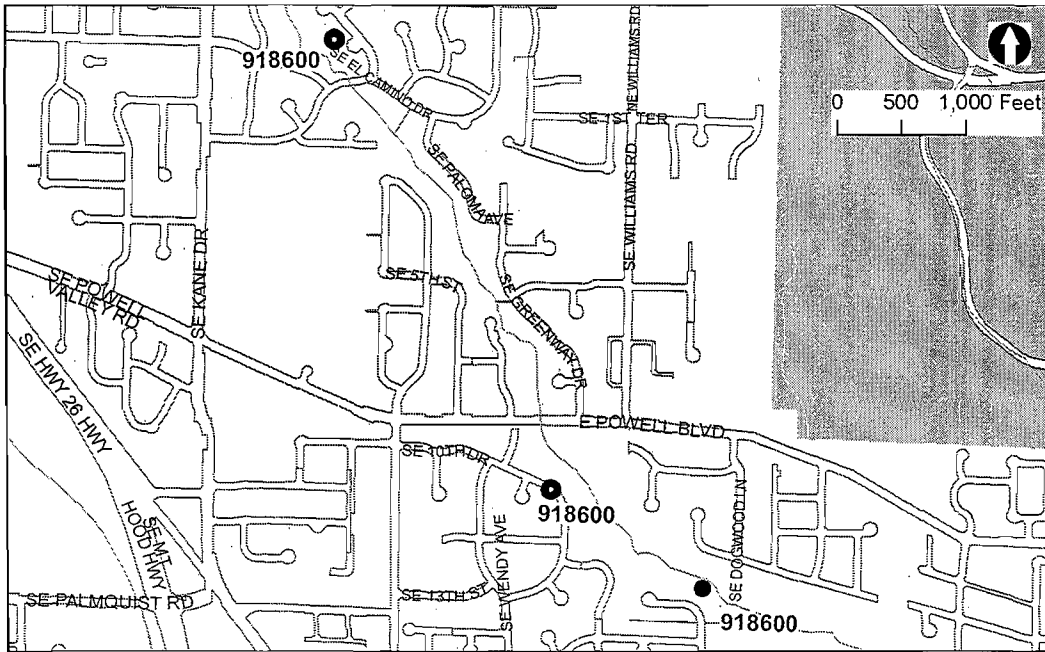 918600
SE EL CAMINO DR
NE WILLIAMS RD
0 500 1,000 Feet
SE 1ST TER
SE PALOMA AVE
SE WILLIAMS RD
SE KANE DR
SE 5TH ST
SE POWELL
VALLEY RD
SE GREENWAY DR
SE HWY 26 HWY
E POWELL BLVD
SE 10TH DR
918600
SE DOGWOOD LN
SE MT
HOOD HWY
SE WENDY AVE
SE 13TH ST
SE PALMQUIST RD
918600